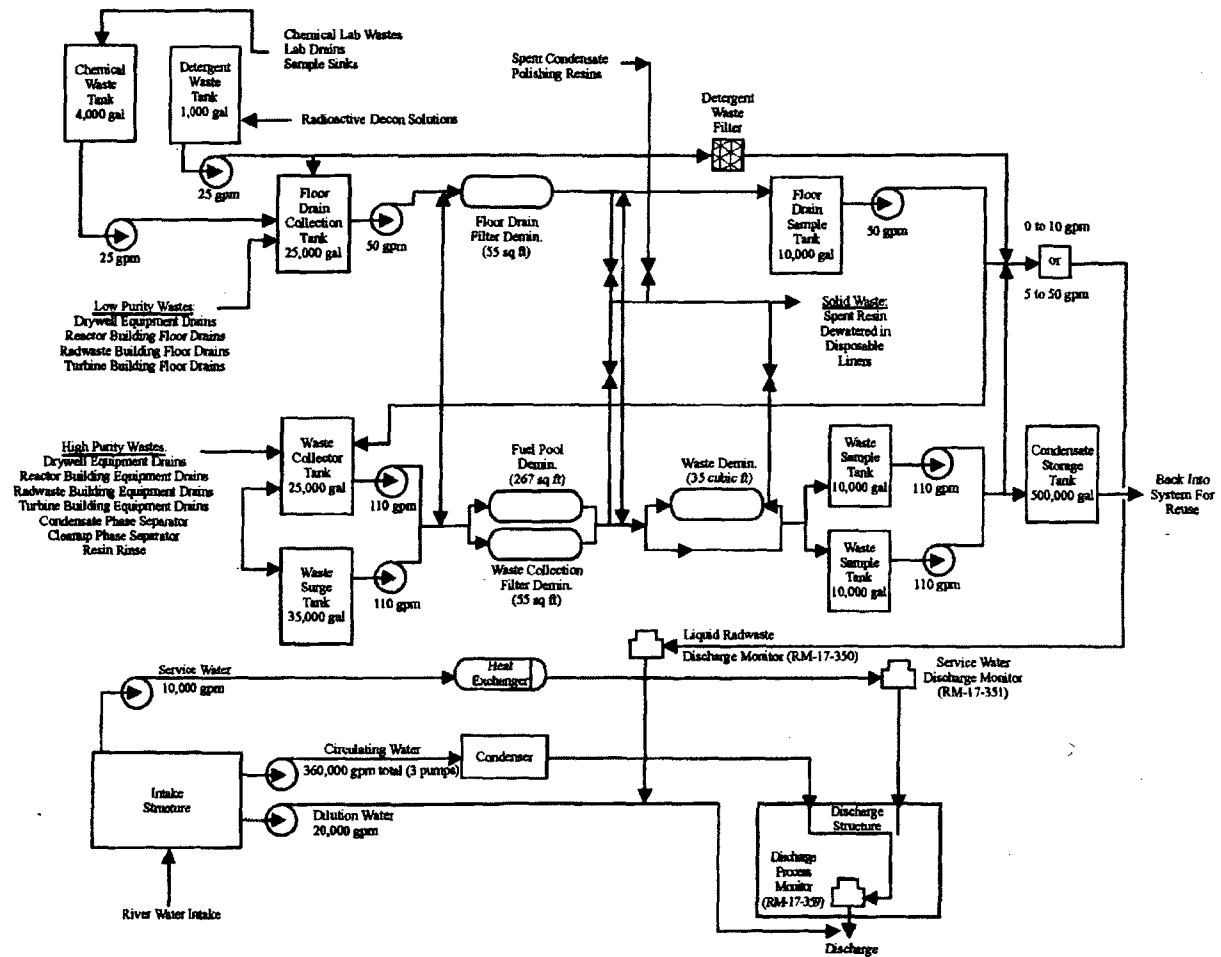 Chemical Lab Wastes
Lab Drains
Sample Sinks
Chemical
Waste
Tank
4,000 gal
Detergent
Waste
Tank
1,000 gal
Radioactive Decon Solutions
Spent Condensate
Polishing Resins
Detergent
Waste
Filter
25 gpm
25 gpm
Floor
Drain
Collection
Tank
25,000 gal
50 gpm
Floor Drain
Filter Demin.
(55 sq ft)
Floor
Drain
Sample
Tank
10,000 gal
50 gpm
0 to 10 gpm
or
5 to 50 gpm
Low Purity Wastes:
Drywell Equipment Drains
Reactor Building Floor Drains
Radwaste Building Floor Drains
Turbine Building Floor Drains
Solid Waste:
Spent Resin
Dewatered in
Disposable
Liners
High Purity Wastes:
Drywell Equipment Drains
Reactor Building Equipment Drains
Radwaste Building Equipment Drains
Turbine Building Equipment Drains
Condensate Phase Separator
Cleanup Phase Separator
Resin Rinse
Waste
Collector
Tank
25,000 gal
110 gpm
Fuel Pool
Demin.
(267 sq ft)
Waste Demin.
(35 cubic ft)
Waste
Sample
Tank
10,000 gal
110 gpm
Condensate
Storage
Tank
500,000 gal
Back Into
System For
Reuse
Waste
Surge
Tank
35,000 gal
110 gpm
Waste Collection
Filter Demin.
(55 sq ft)
Waste
Sample
Tank
10,000 gal
110 gpm
Liquid Radwaste
Discharge Monitor (RM-17-350)
Service Water
10,000 gpm
Heat
Exchanger
Service Water
Discharge Monitor
(RM-17-351)
Circulating Water
360,000 gpm total (3 pumps)
Condenser
Intake
Structure
Dilution Water
20,000 gpm
Discharge
Structure
Discharge
Process
Monitor
(RM-17-359)
River Water Intake
Discharge